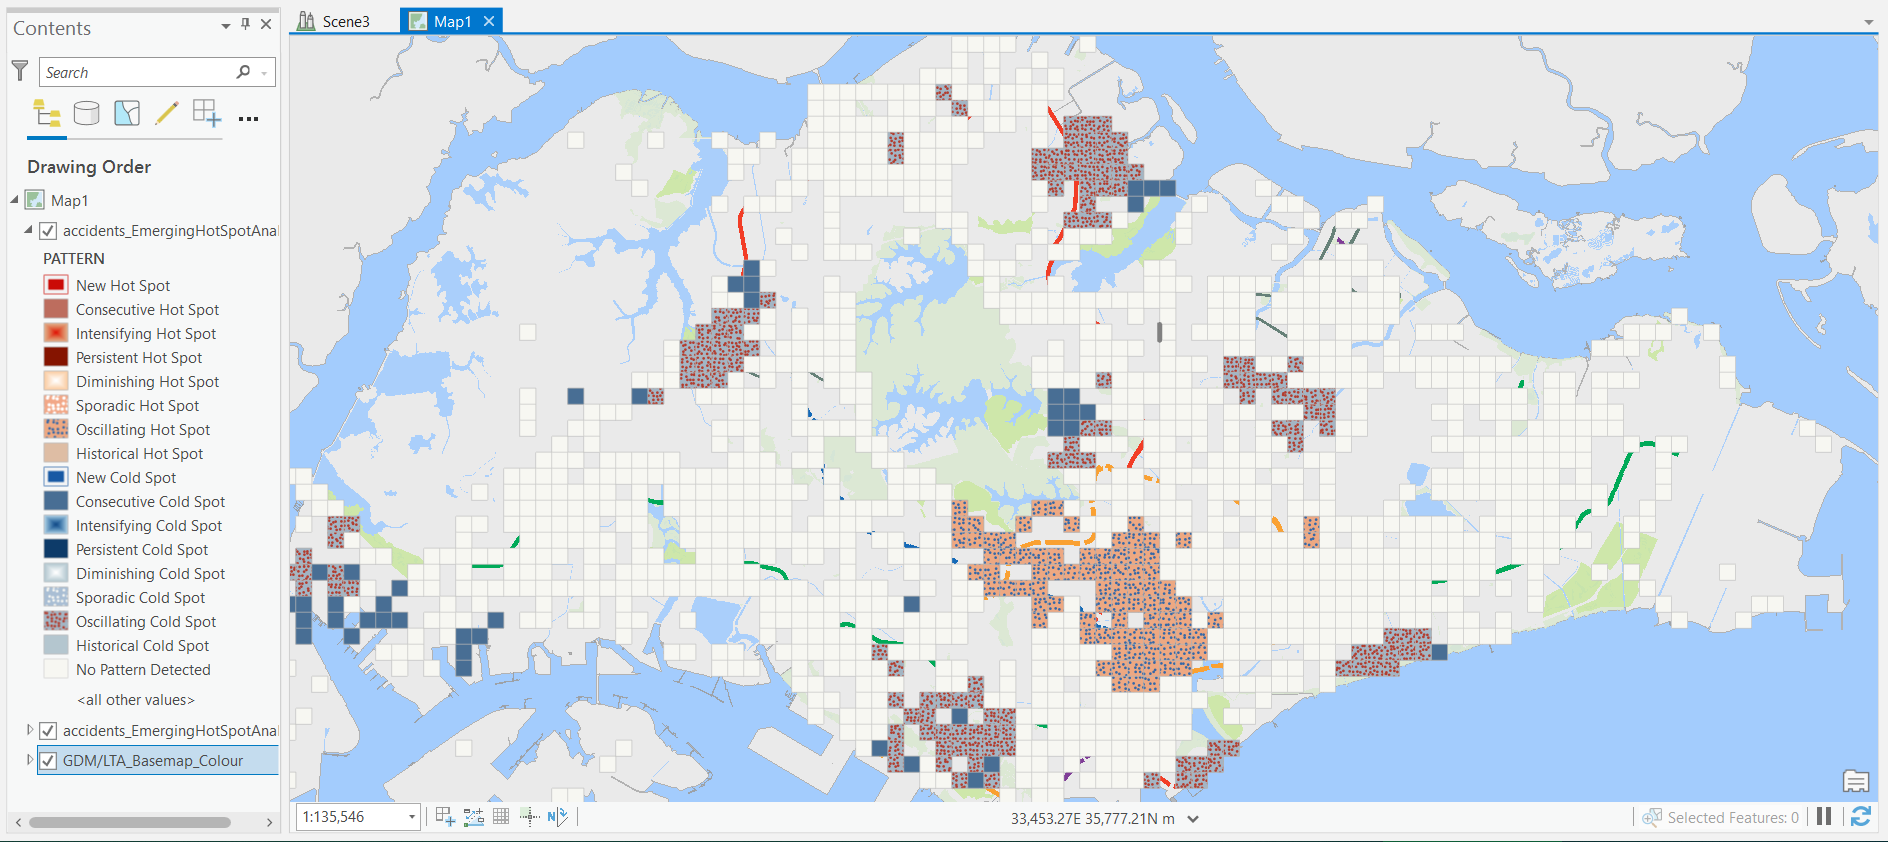 Contents
Search
Drawing Order
Map1
accidents_EmergingHotSpotAnal
PATTERN
New Hot Spot
Consecutive Hot Spot
Intensifying Hot Spot
Persistent Hot Spot
Diminishing Hot Spot
Sporadic Hot Spot
Oscillating Hot Spot
Historical Hot Spot
New Cold Spot
Consecutive Cold Spot
Intensifying Cold Spot
Persistent Cold Spot
Diminishing Cold Spot
Sporadic Cold Spot
Oscillating Cold Spot
Historical Cold Spot
No Pattern Detected
<all other values>
accidents_EmergingHotSpotAnal
GDM/LTA_Basemap_Colour
Scene3
Map1
1:135,546
N
33,453.27E 35,777.21N m
Selected Features: 0